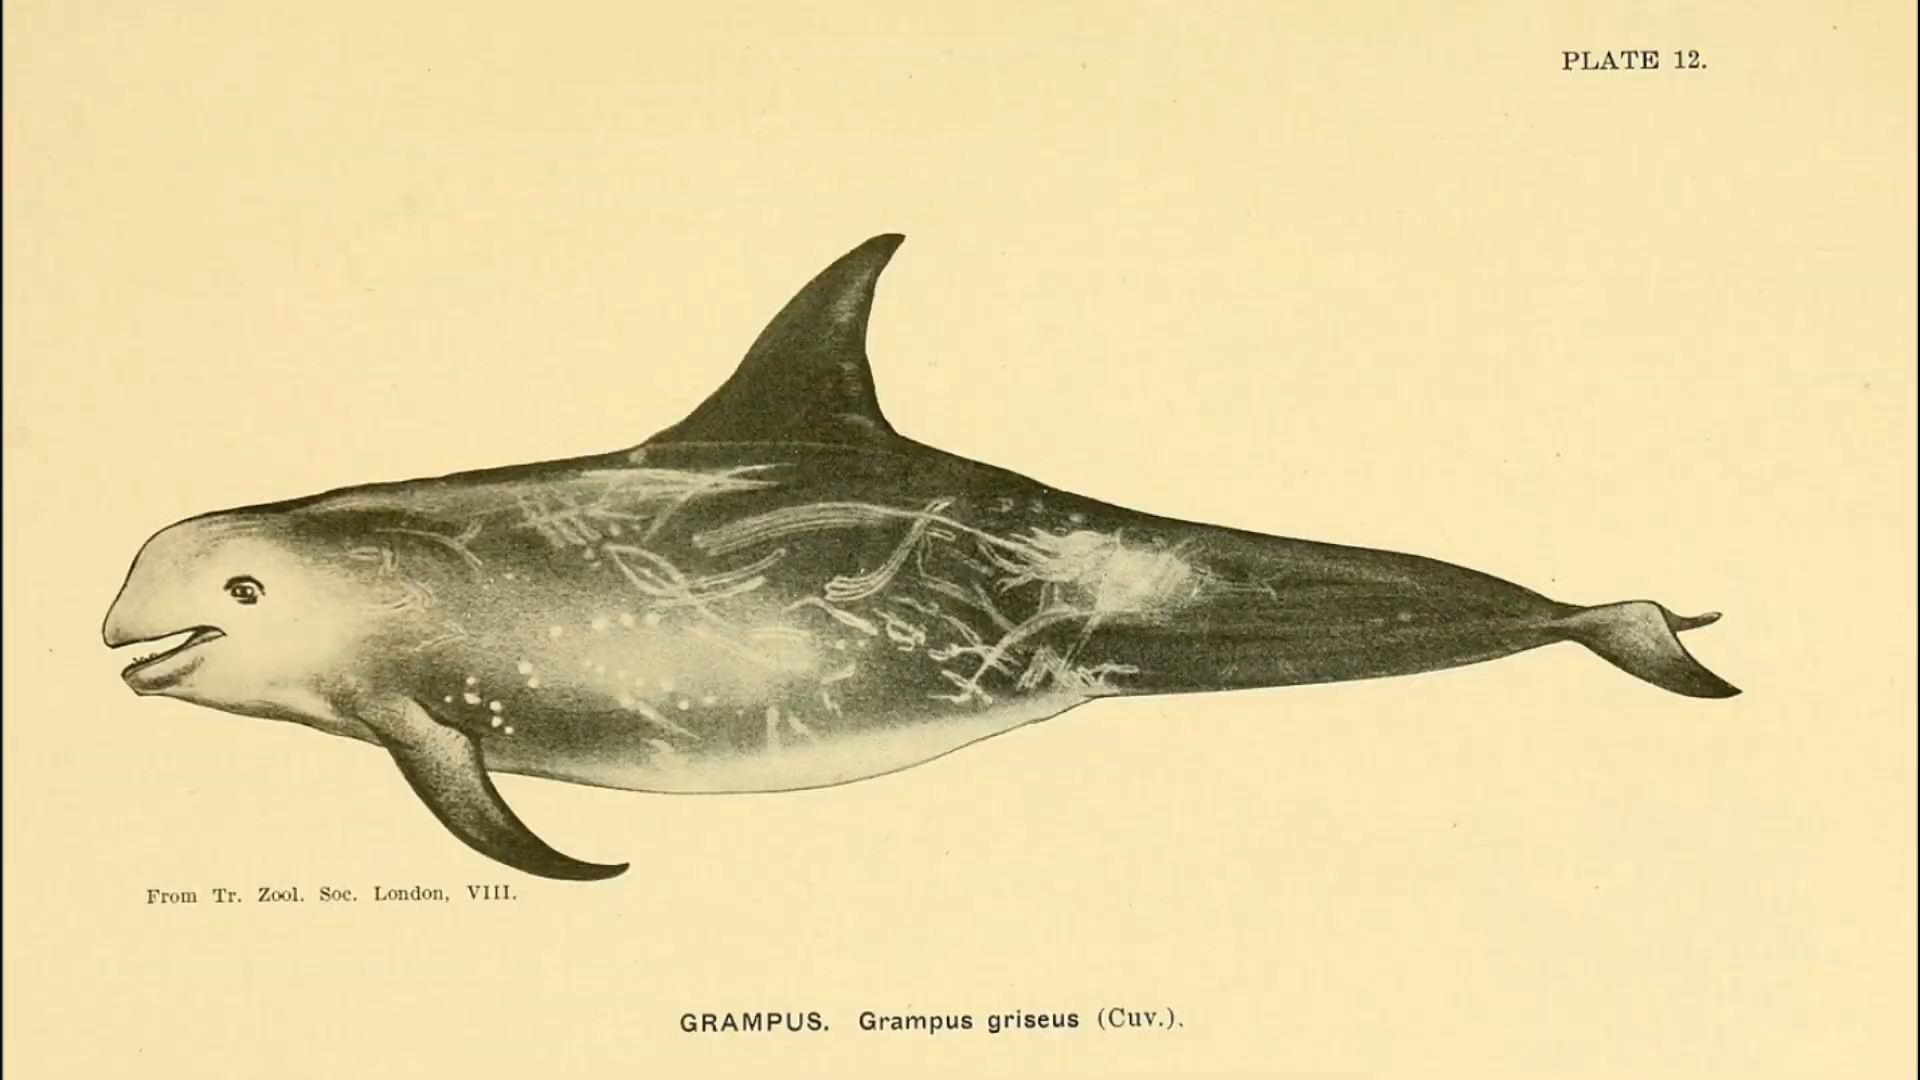 PLATE 12.
From Tr. Zool. Soc. London, VIII.
GRAMPUS. Grampus griseus (Cuv.).